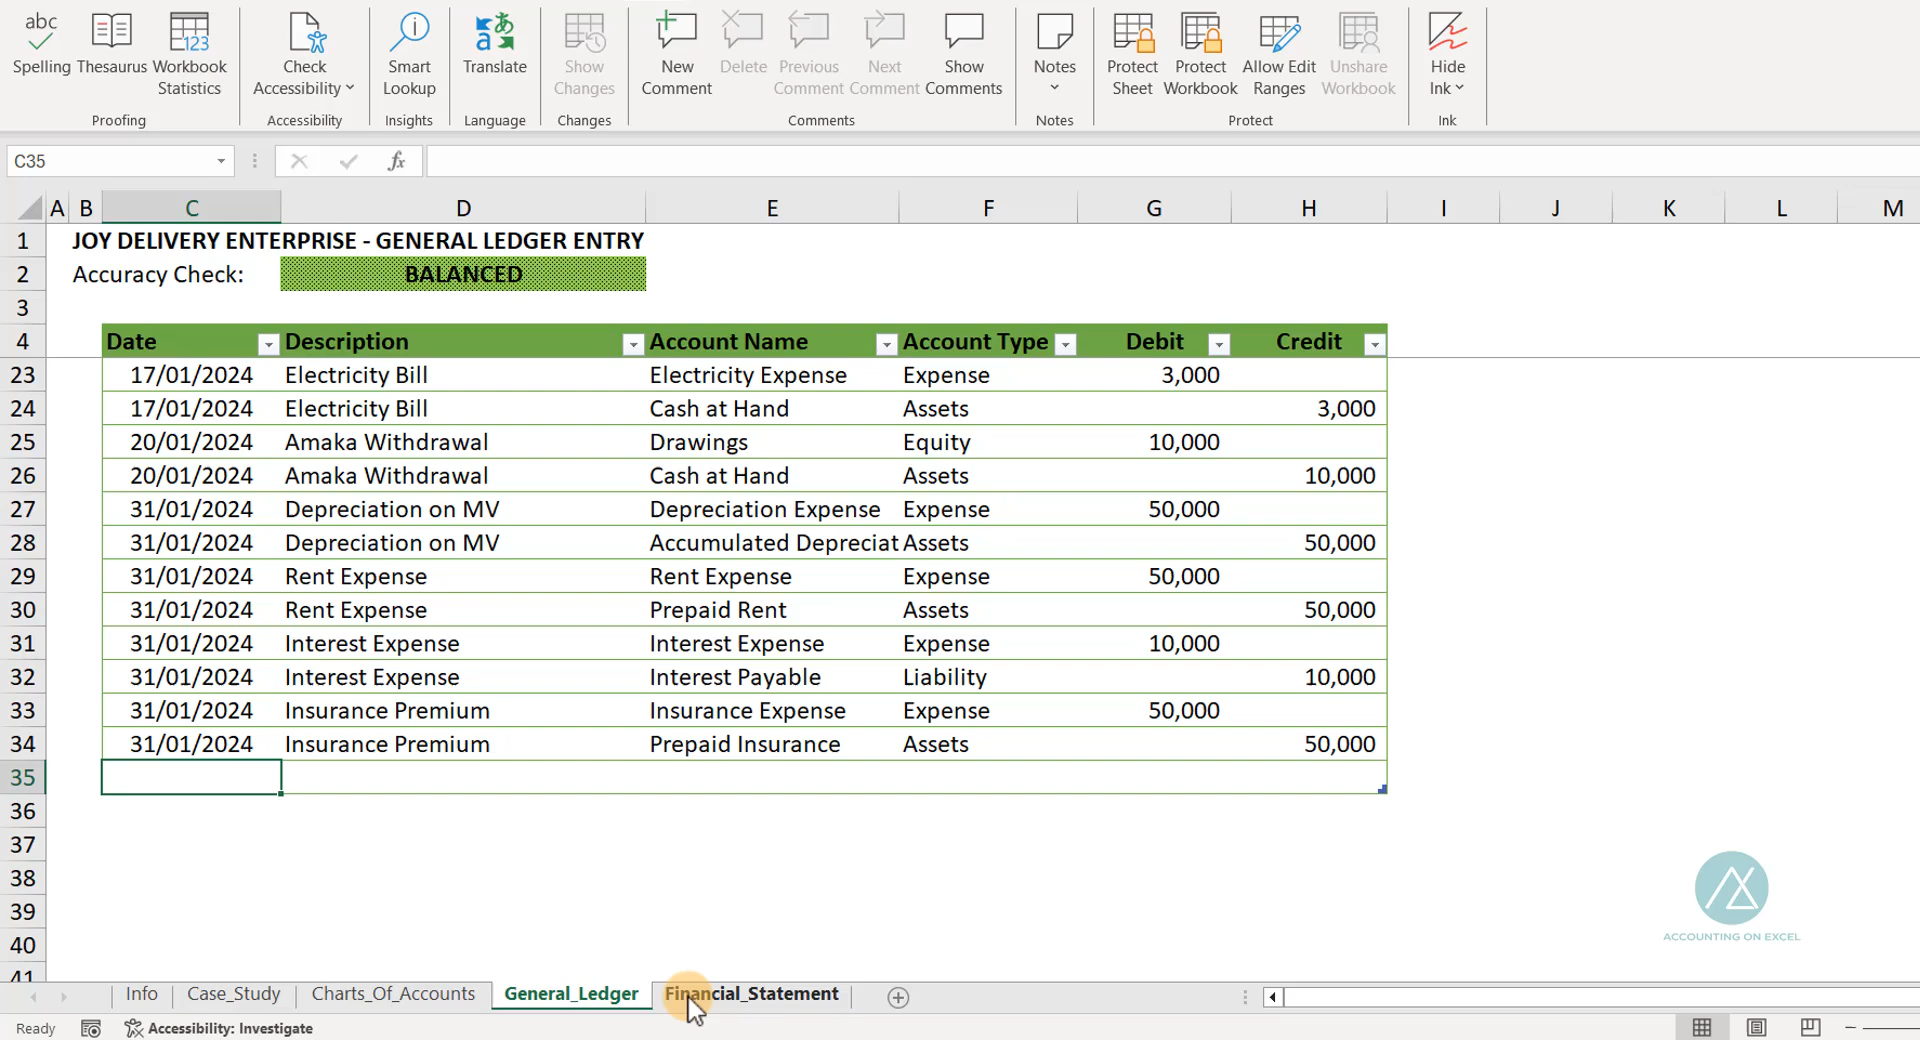 abc
Spelling Thesaurus Workbook Statistics
Proofing
Check Accessibility
Accessibility
Smart Lookup
Insights
Translate
Language
Show Changes
Changes
New Comment Delete Previous Comment Next Comment Show Comments
Comments
Notes
Notes
Protect Sheet Protect Workbook Allow Edit Ranges Unshare Workbook
Protect
Hide Ink
Ink
C35 fx
A B C D E F G H I J K L M
1 JOY DELIVERY ENTERPRISE - GENERAL LEDGER ENTRY
2 Accuracy Check: BALANCED
3
4 Date Description Account Name Account Type Debit Credit
23 17/01/2024 Electricity Bill Electricity Expense Expense 3,000
24 17/01/2024 Electricity Bill Cash at Hand Assets 3,000
25 20/01/2024 Amaka Withdrawal Drawings Equity 10,000
26 20/01/2024 Amaka Withdrawal Cash at Hand Assets 10,000
27 31/01/2024 Depreciation on MV Depreciation Expense Expense 50,000
28 31/01/2024 Depreciation on MV Accumulated Depreciat Assets 50,000
29 31/01/2024 Rent Expense Rent Expense Expense 50,000
30 31/01/2024 Rent Expense Prepaid Rent Assets 50,000
31 31/01/2024 Interest Expense Interest Expense Expense 10,000
32 31/01/2024 Interest Expense Interest Payable Liability 10,000
33 31/01/2024 Insurance Premium Insurance Expense Expense 50,000
34 31/01/2024 Insurance Premium Prepaid Insurance Assets 50,000
35
36
37
38
39
40
41
ACCOUNTING ON EXCEL
Info Case_Study Charts_Of_Accounts General_Ledger Financial_Statement
Ready Accessibility: Investigate